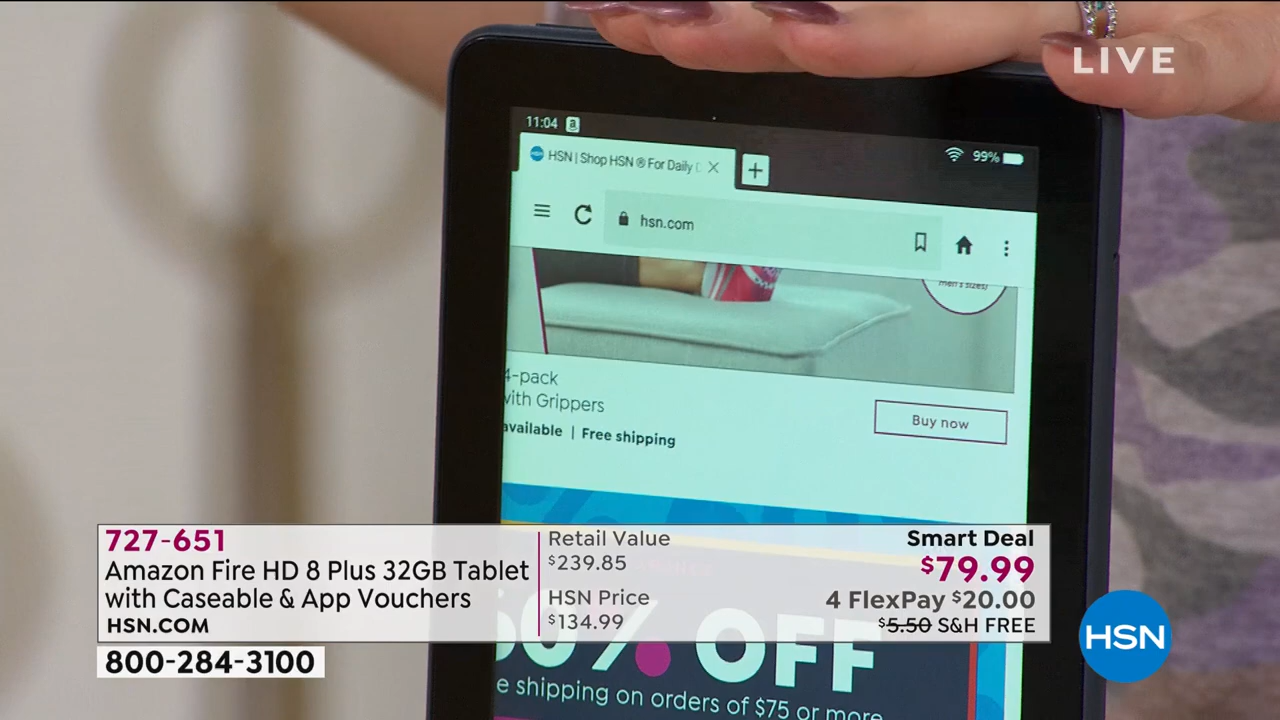 LIVE
11:04
99%
HSN | Shop HSN ® For Daily
hsn.com
men's sizes)
4-pack
with Grippers
Buy now
available | Free shipping
727-651
Amazon Fire HD 8 Plus 32GB Tablet
with Caseable & App Vouchers
HSN.COM
800-284-3100
Retail Value
$239.85
HSN Price
$134.99
Smart Deal
$79.99
4 FlexPay $20.00
$5.50 S&H FREE
HSN
% OFF
e shipping on orders of $75 or more